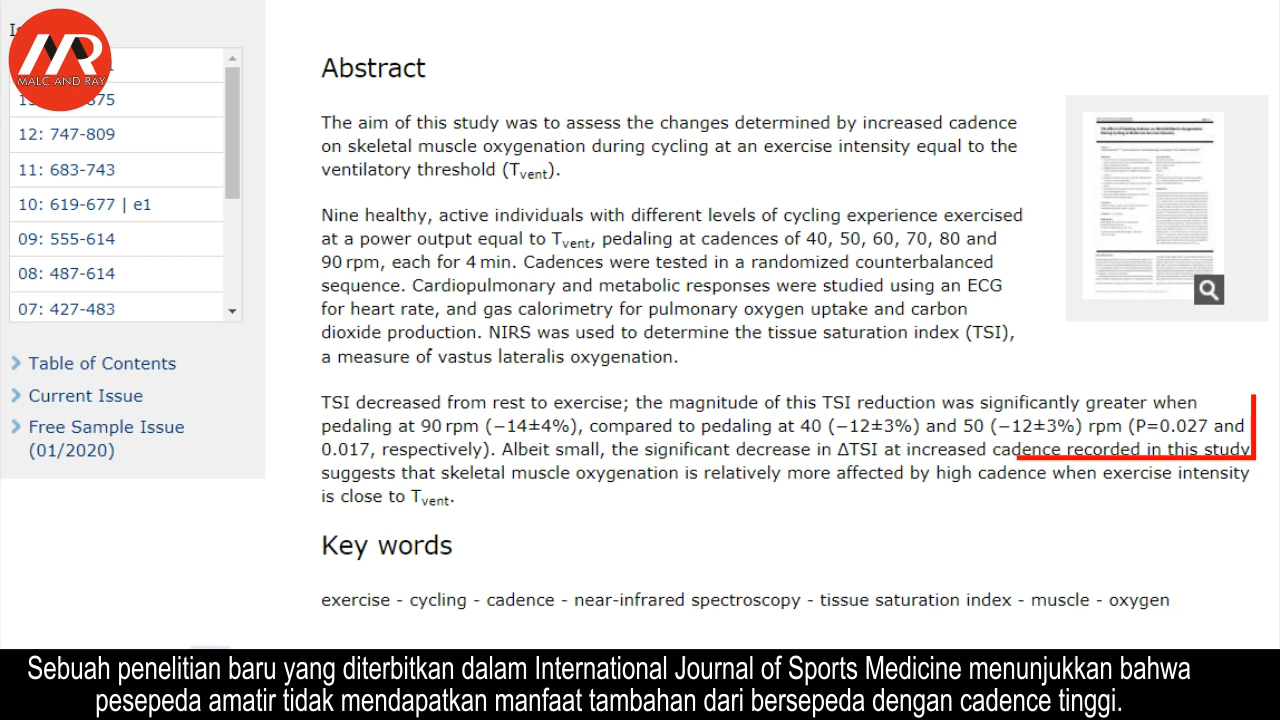 MR
MALC AND RAY
12: 747-809
11: 683-743
10: 619-677 | e1
09: 555-614
08: 487-614
07: 427-483
Table of Contents
Current Issue
Free Sample Issue
(01/2020)
Abstract
The aim of this study was to assess the changes determined by increased cadence
on skeletal muscle oxygenation during cycling at an exercise intensity equal to the
ventilatory threshold (Tvent).
Nine healthy, active individuals with different levels of cycling experience exercised
at a power output equal to Tvent, pedaling at cadences of 40, 50, 60, 70, 80 and
90 rpm, each for 4 min. Cadences were tested in a randomized counterbalanced
sequence. Cardiopulmonary and metabolic responses were studied using an ECG
for heart rate, and gas calorimetry for pulmonary oxygen uptake and carbon
dioxide production. NIRS was used to determine the tissue saturation index (TSI),
a measure of vastus lateralis oxygenation.
TSI decreased from rest to exercise; the magnitude of this TSI reduction was significantly greater when
pedaling at 90 rpm (−14±4%), compared to pedaling at 40 (−12±3%) and 50 (−12±3%) rpm (P=0.027 and
0.017, respectively). Albeit small, the significant decrease in ΔTSI at increased cadence recorded in this study
suggests that skeletal muscle oxygenation is relatively more affected by high cadence when exercise intensity
is close to Tvent.
Key words
exercise - cycling - cadence - near-infrared spectroscopy - tissue saturation index - muscle - oxygen
Sebuah penelitian baru yang diterbitkan dalam International Journal of Sports Medicine menunjukkan bahwa
pesepeda amatir tidak mendapatkan manfaat tambahan dari bersepeda dengan cadence tinggi.